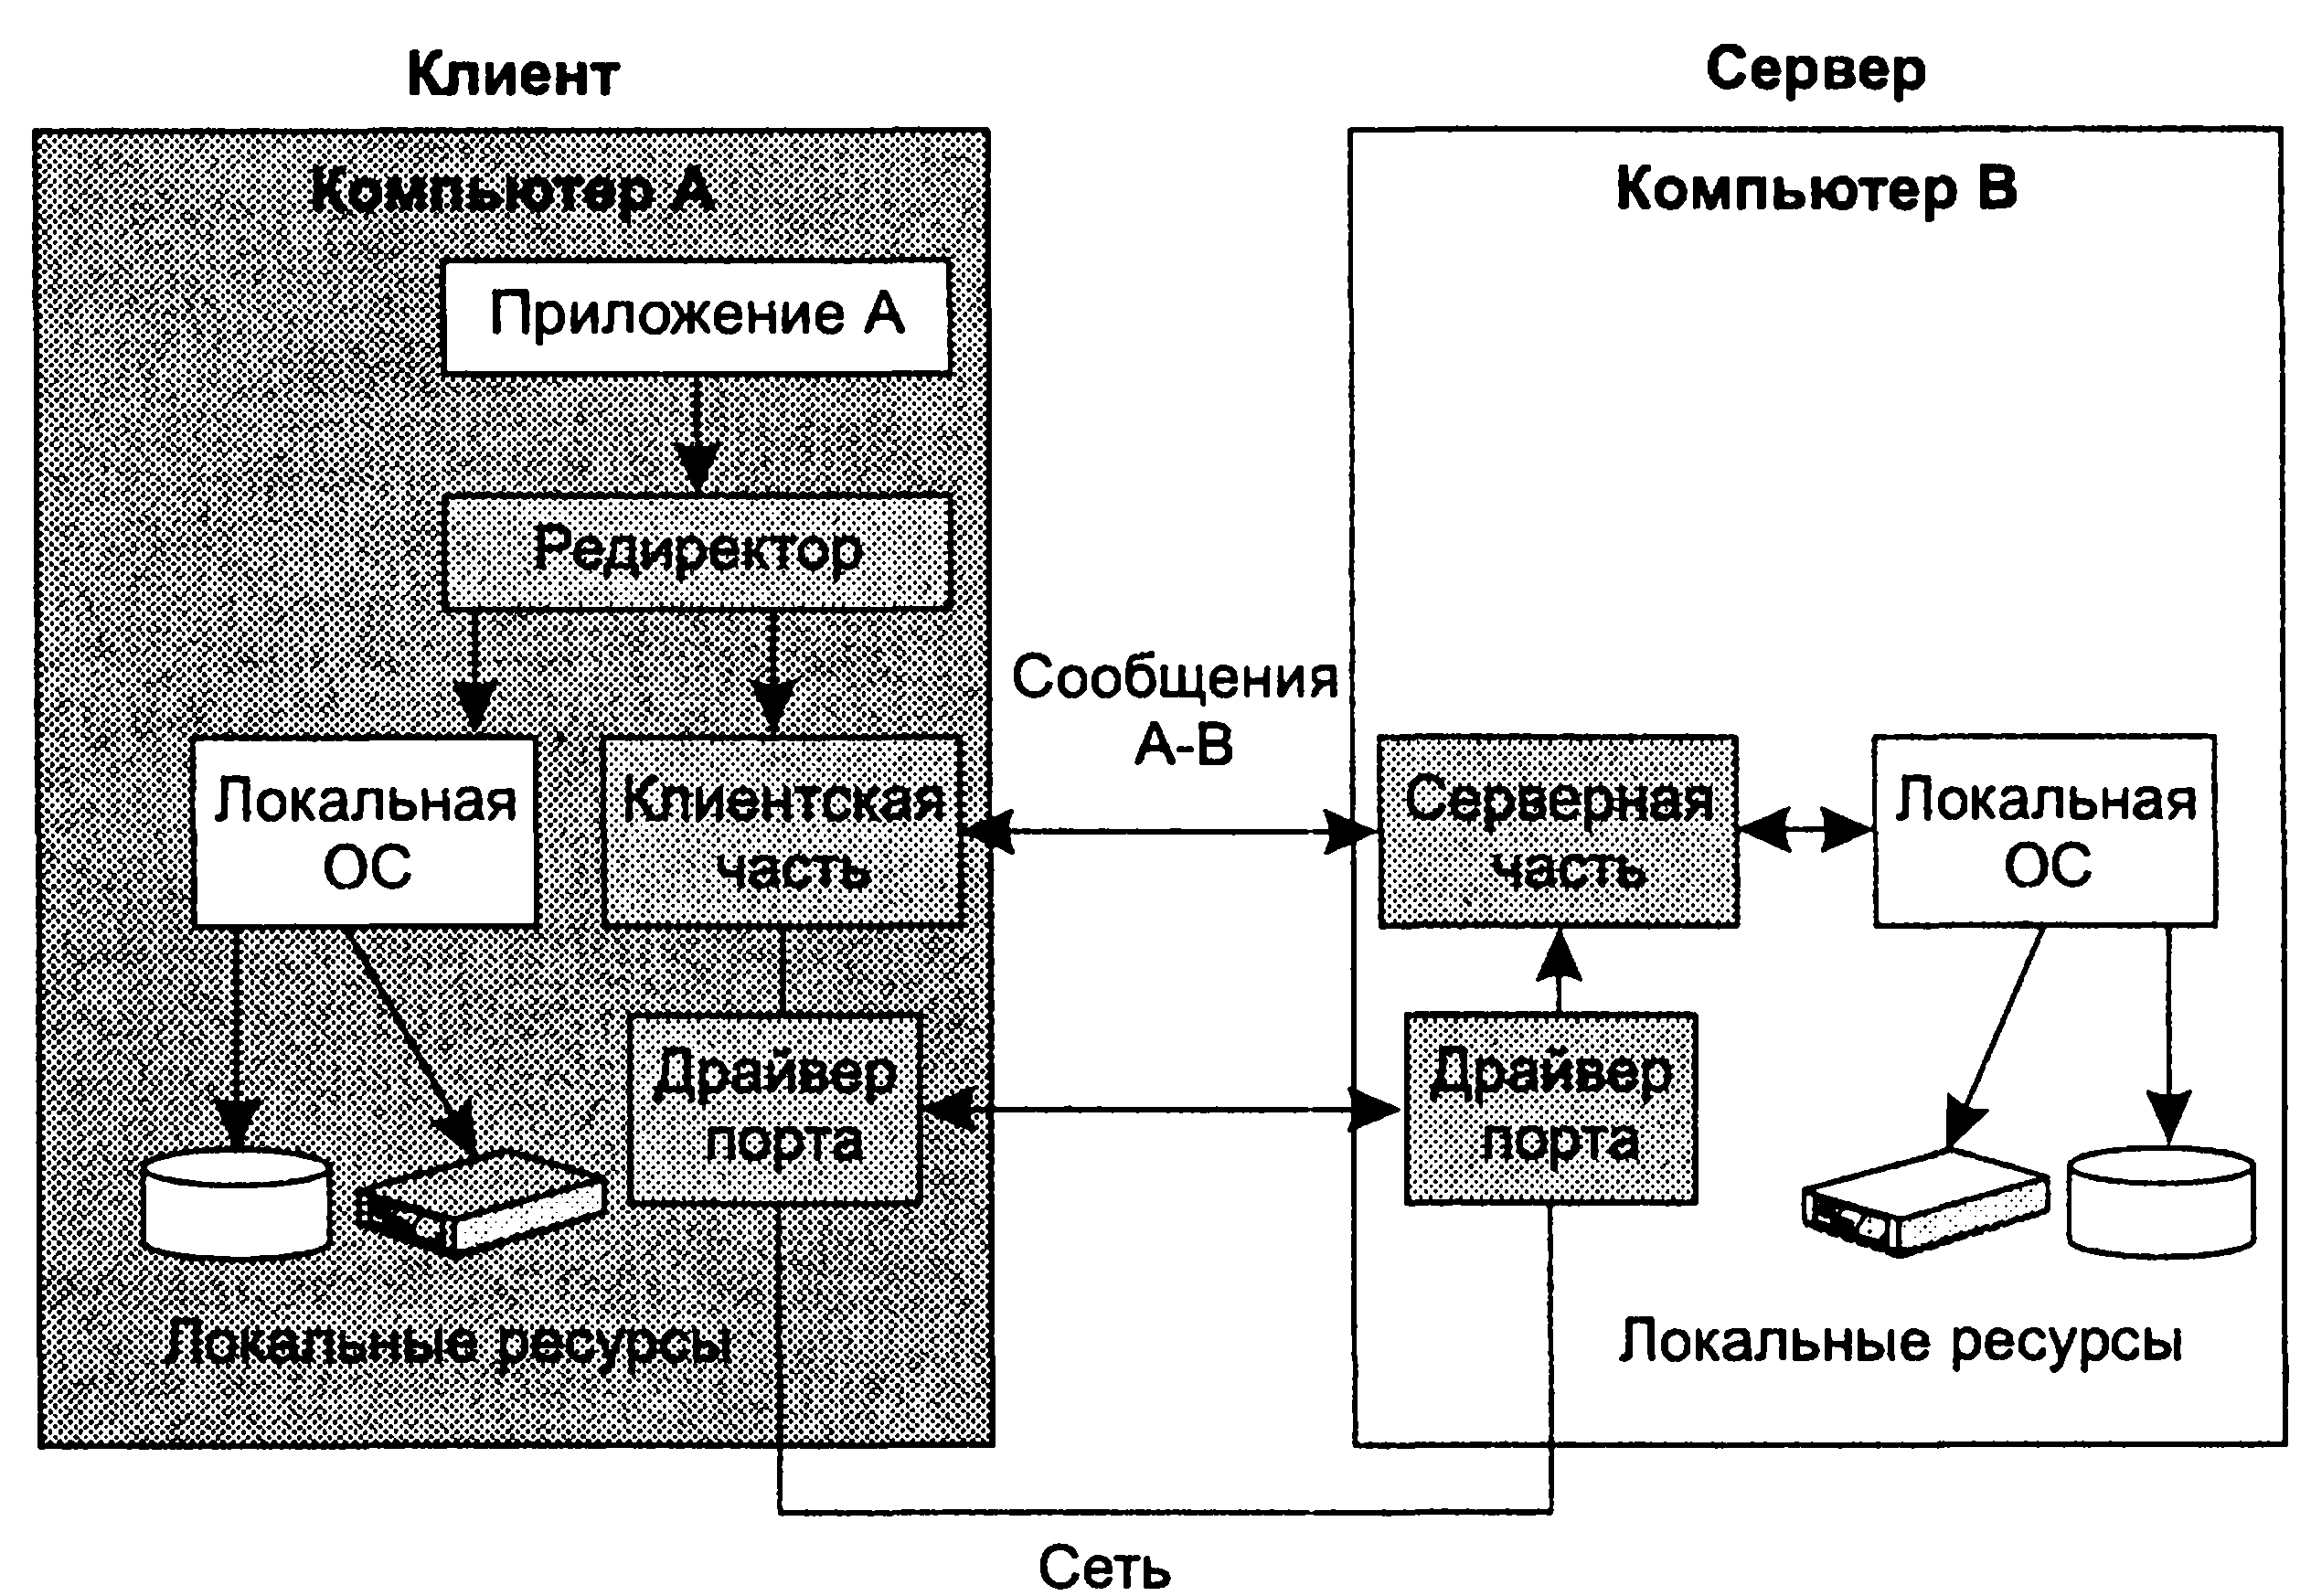 Клиент
Сервер
Компьютер А
Компьютер В
Приложение А
Редиректор
Сообщения
А-В
Локальная
ОС
Клиентская
часть
Серверная
часть
Локальная
ОС
Драйвер
порта
Драйвер
порта
Локальные ресурсы
Локальные ресурсы
Сеть